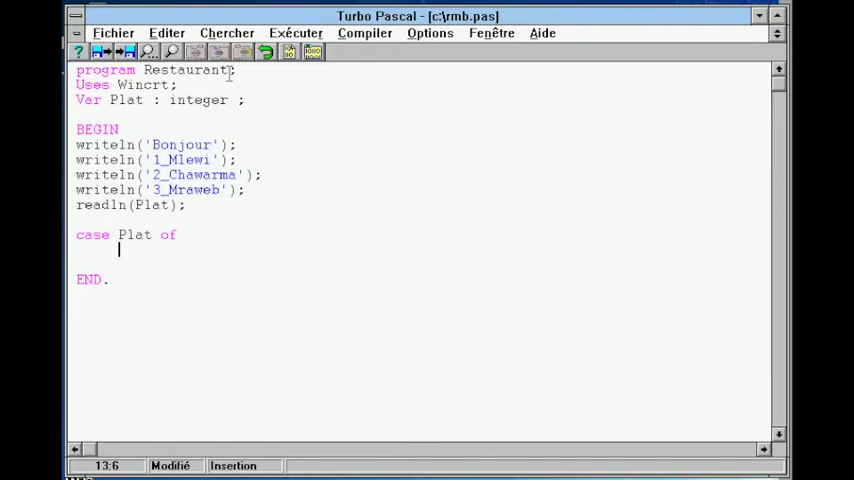 Turbo Pascal - [c:\rmb.pas]
Fichier Editer Chercher Exécuter Compiler Options Fenêtre Aide
program Restaurant;
Uses Wincrt;
Var Plat : integer ;
BEGIN
writeln('Bonjour');
writeln('1_Mlewi');
writeln('2_Chawarma');
writeln('3_Mraweb');
readln(Plat);
case Plat of
END.
13:6 Modifié Insertion